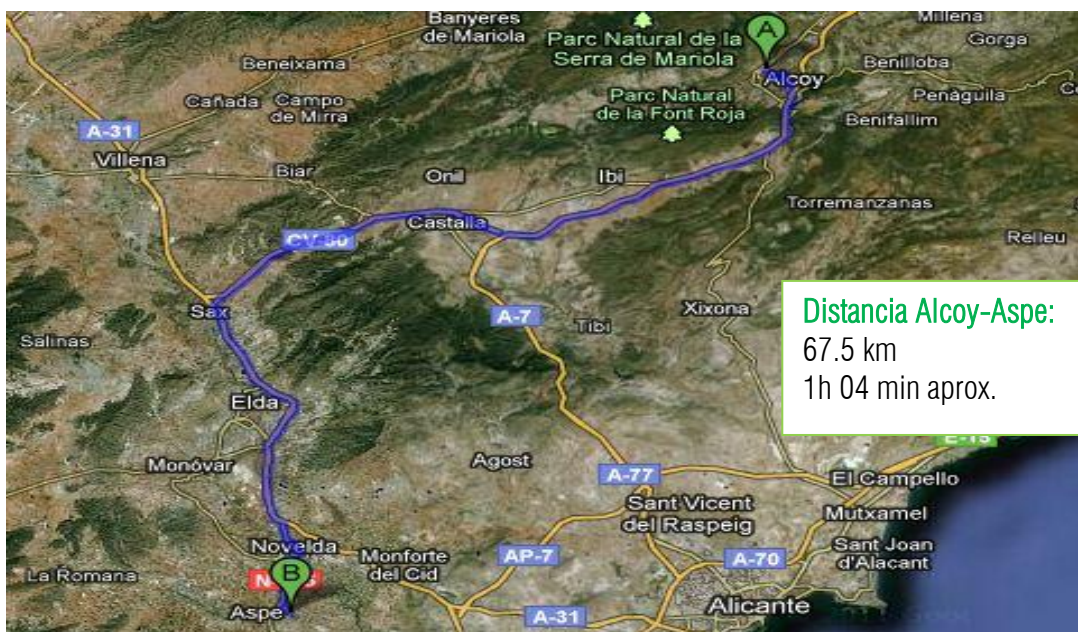 Banyeres
de Mariola
Parc Natural de la
Serra de Mariola
A
Millena
Gorga
Beneixama
Alcoy
Benilloba
Cañada
Campo
de Mirra
Parc Natural
de la Font Roja
Penàguila
Benifallim
A-31
Villena
Biar
Onil
Ibi
Torremanzanas
Castalla
Relleu
Sax
A-7
Tibi
Xixona
Salinas
Distancia Alcoy-Aspe:
67.5 km
1h 04 min aprox.
Elda
Monóvar
Agost
A-77
E-15
El Campello
Sant Vicent
del Raspeig
Mutxamel
Novelda
Monforte
del Cid
AP-7
A-70
Sant Joan
d'Alacant
La Romana
B
Aspe
A-31
Alicante